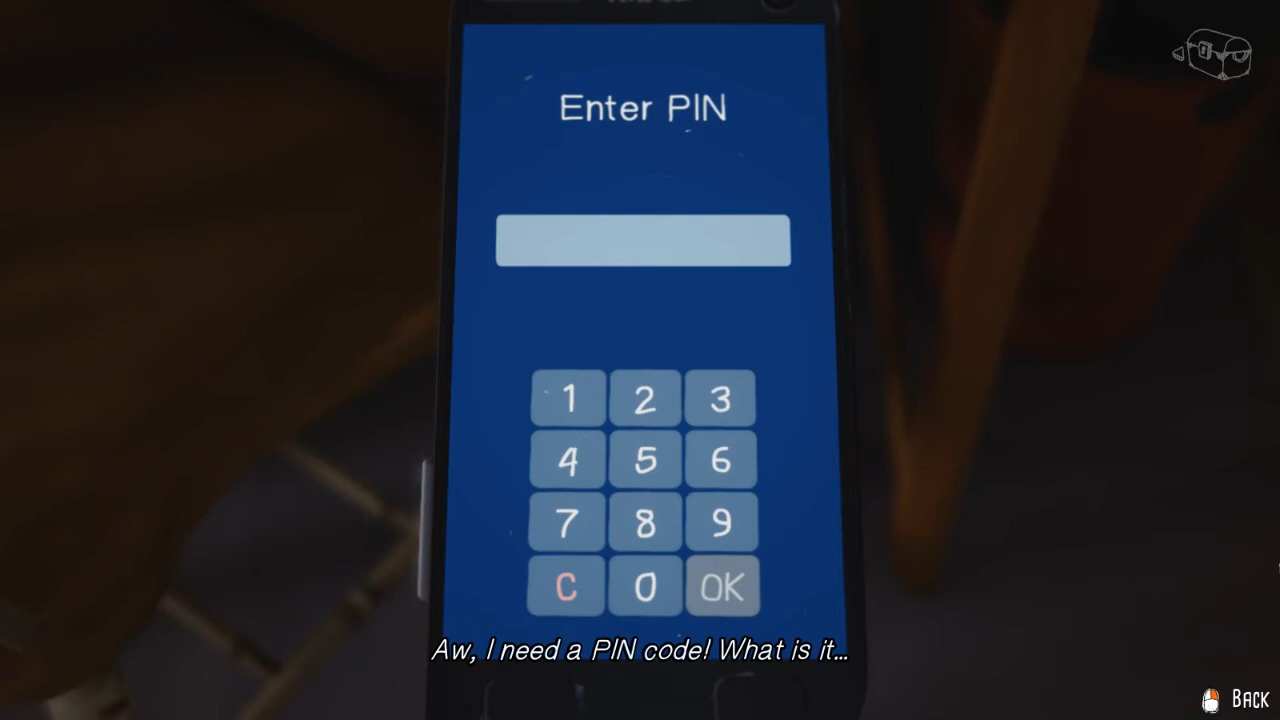 Enter PIN
1 2 3
4 5 6
7 8 9
C 0 OK
Aw, I need a PIN code! What is it...
BACK